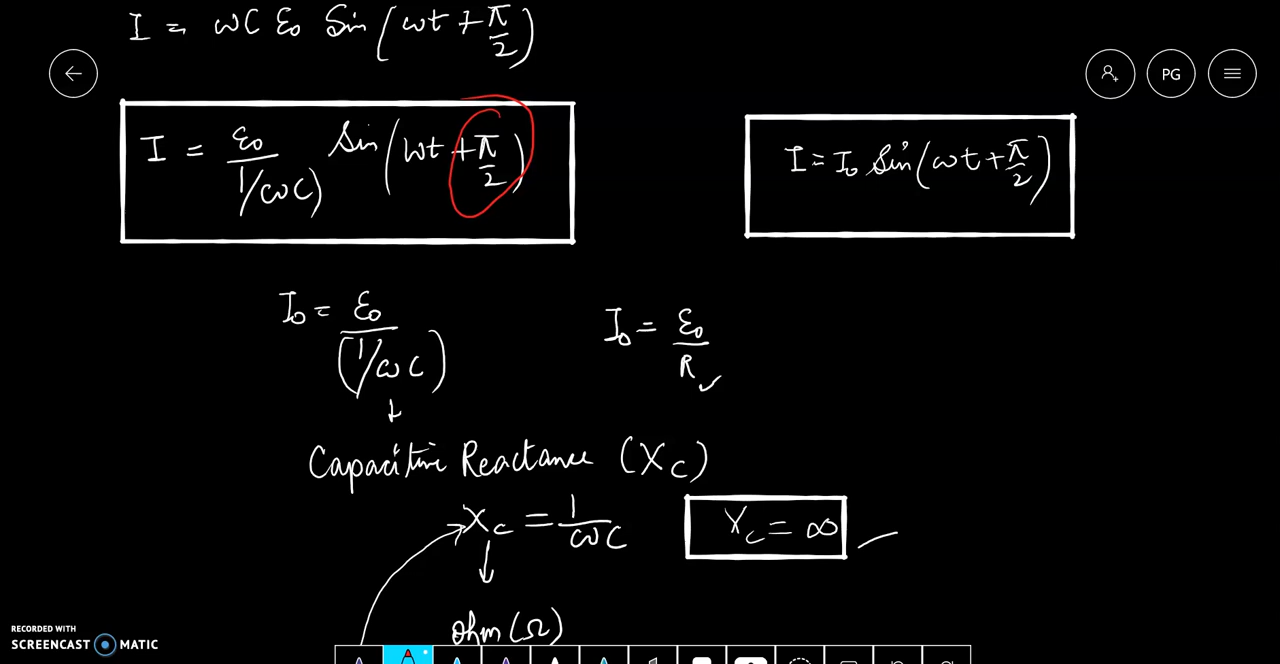 I = ωC ε₀ Sin(ωt + π/2)
PG
I = ε₀/(1/ωC) Sin(ωt + π/2)
I = I₀ Sin(ωt + π/2)
I₀ = ε₀/(1/ωC)
I₀ = ε₀/R
Capacitive Reactance (X_C)
X_C = 1/ωC
X_C = ∞
ohm (Ω)
RECORDED WITH
SCREENCAST MATIC